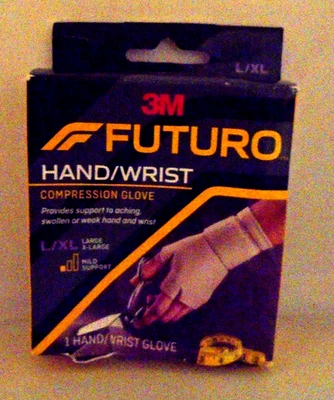 L/XL
3M
FUTURO
HAND/WRIST
COMPRESSION GLOVE
Provides support to aching,
swollen or weak hand and wrist
L/XL LARGE
X-LARGE
MILD
SUPPORT
1 HAND/WRIST GLOVE